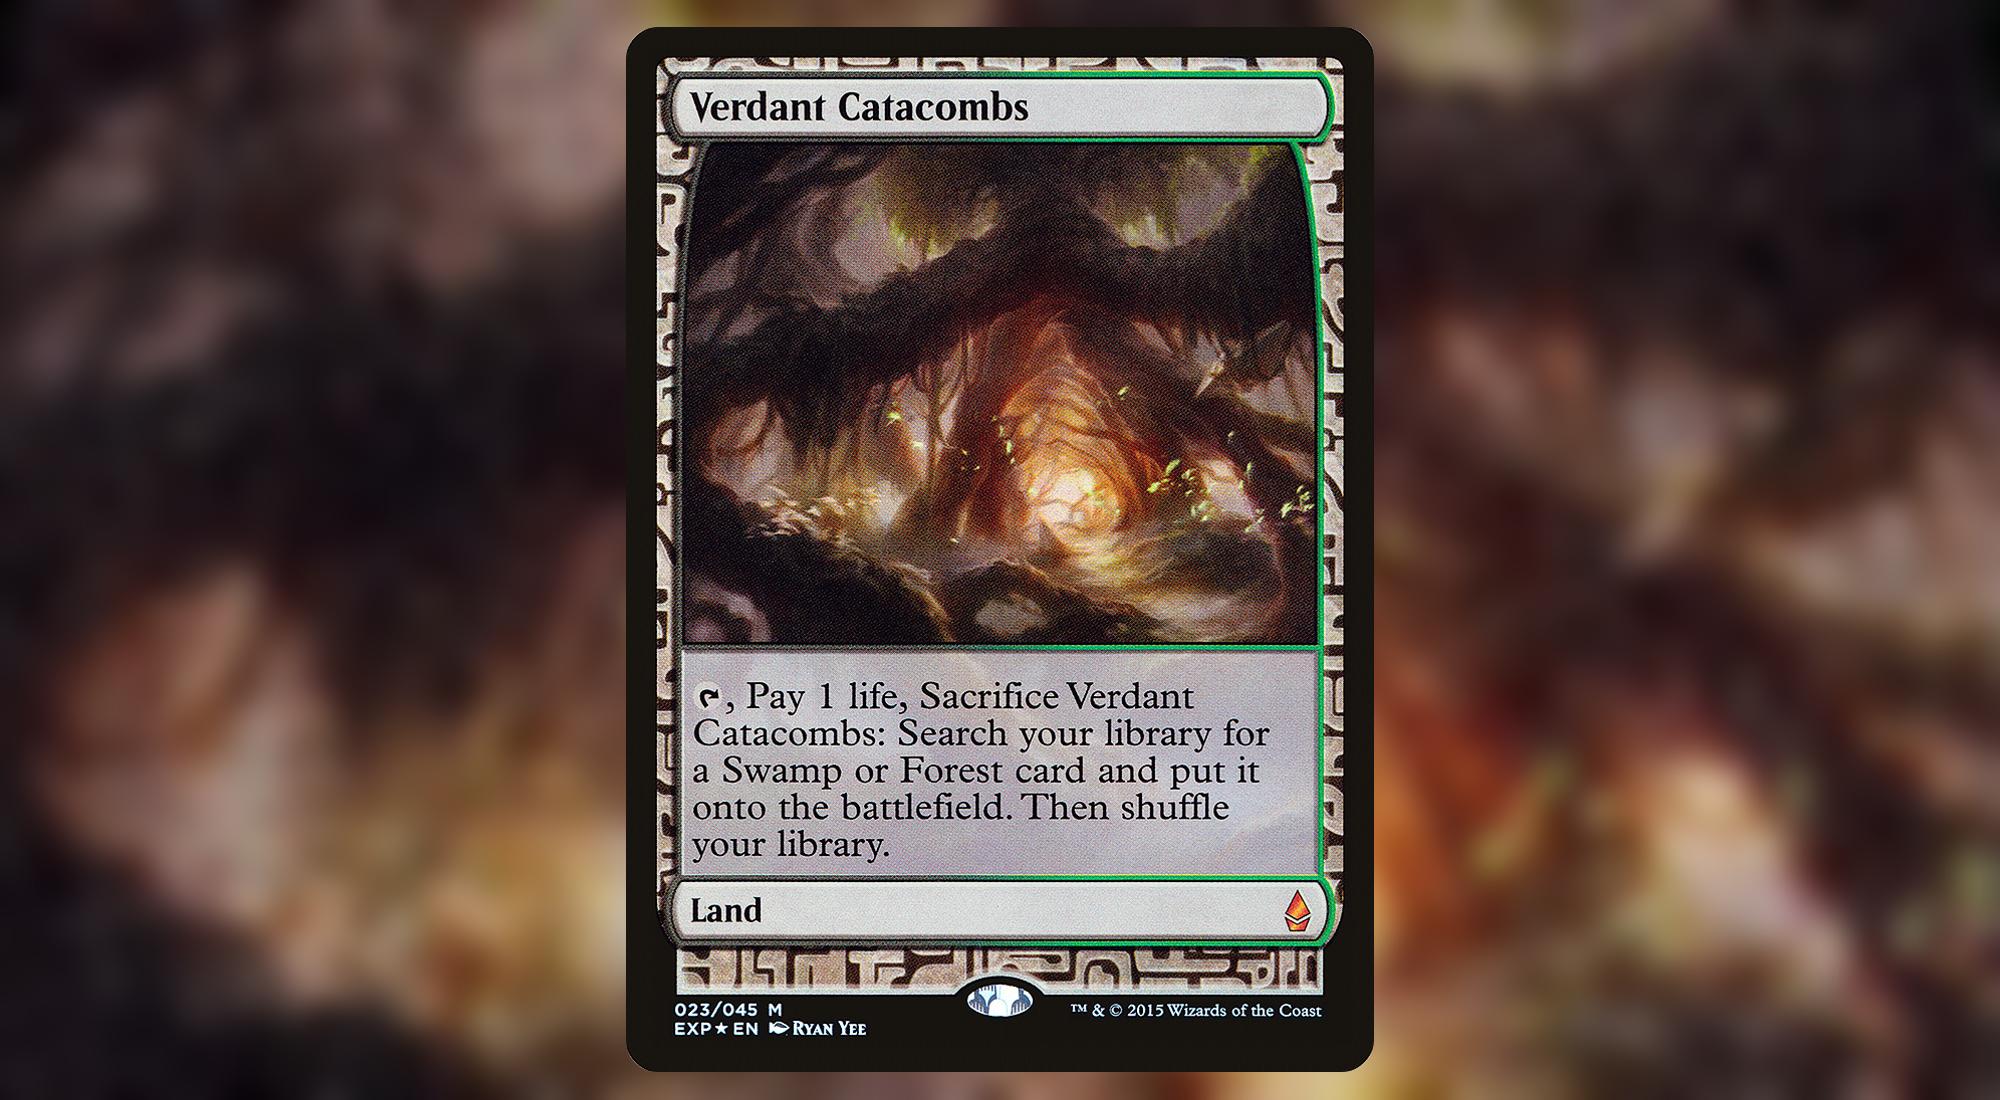 Verdant Catacombs
, Pay 1 life, Sacrifice Verdant
Catacombs: Search your library for
a Swamp or Forest card and put it
onto the battlefield. Then shuffle
your library.
Land
023/045 M
EXP★EN Ryan Yee
™ & © 2015 Wizards of the Coast